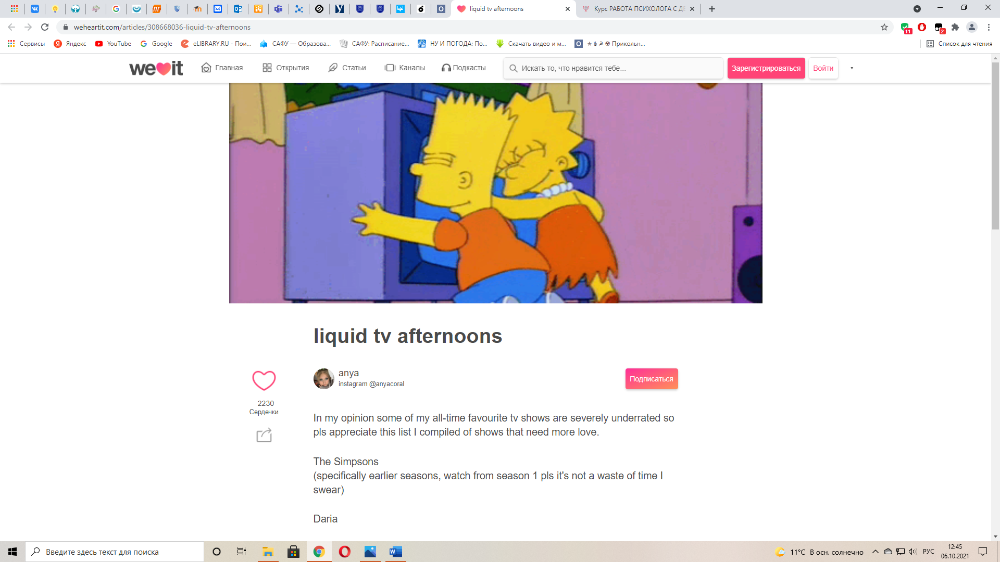 liquid tv afternoons
Курс РАБОТА ПСИХОЛОГА С ДЕ
weheartit.com/articles/308668036-liquid-tv-afternoons
11
2
Сервисы
Яндекс
YouTube
Google
eLIBRARY.RU - Пои...
САФУ — Образова...
САФУ: Расписание...
НУ И ПОГОДА: По...
Скачать видео и м...
Прикольн...
Список для чтения
we it
Главная
Открытия
Статьи
Каналы
Подкасты
Искать то, что нравится тебе...
Зарегистрироваться
Войти
liquid tv afternoons
anya
instagram @anyacoral
Подписаться
2230
Сердечки
In my opinion some of my all-time favourite tv shows are severely underrated so
pls appreciate this list I compiled of shows that need more love.
The Simpsons
(specifically earlier seasons, watch from season 1 pls it's not a waste of time I
swear)
Daria
Введите здесь текст для поиска
11°C В осн. солнечно
РУС
12:45
06.10.2021